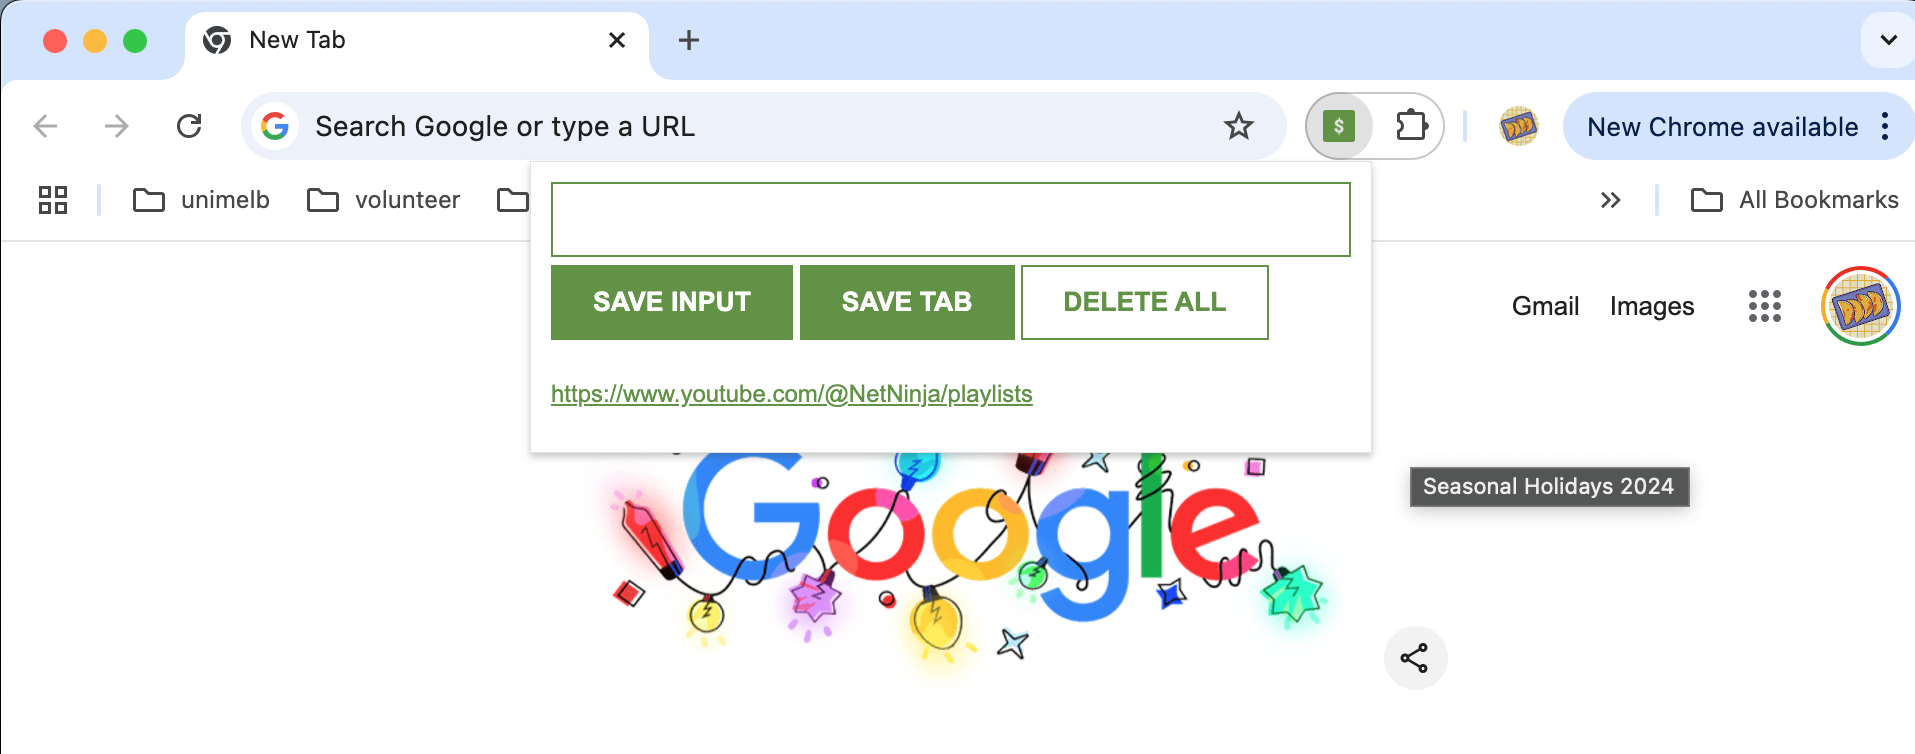 New Tab
Search Google or type a URL
$
New Chrome available
unimelb
volunteer
All Bookmarks
SAVE INPUT
SAVE TAB
DELETE ALL
https://www.youtube.com/@NetNinja/playlists
Gmail
Images
Google
Seasonal Holidays 2024